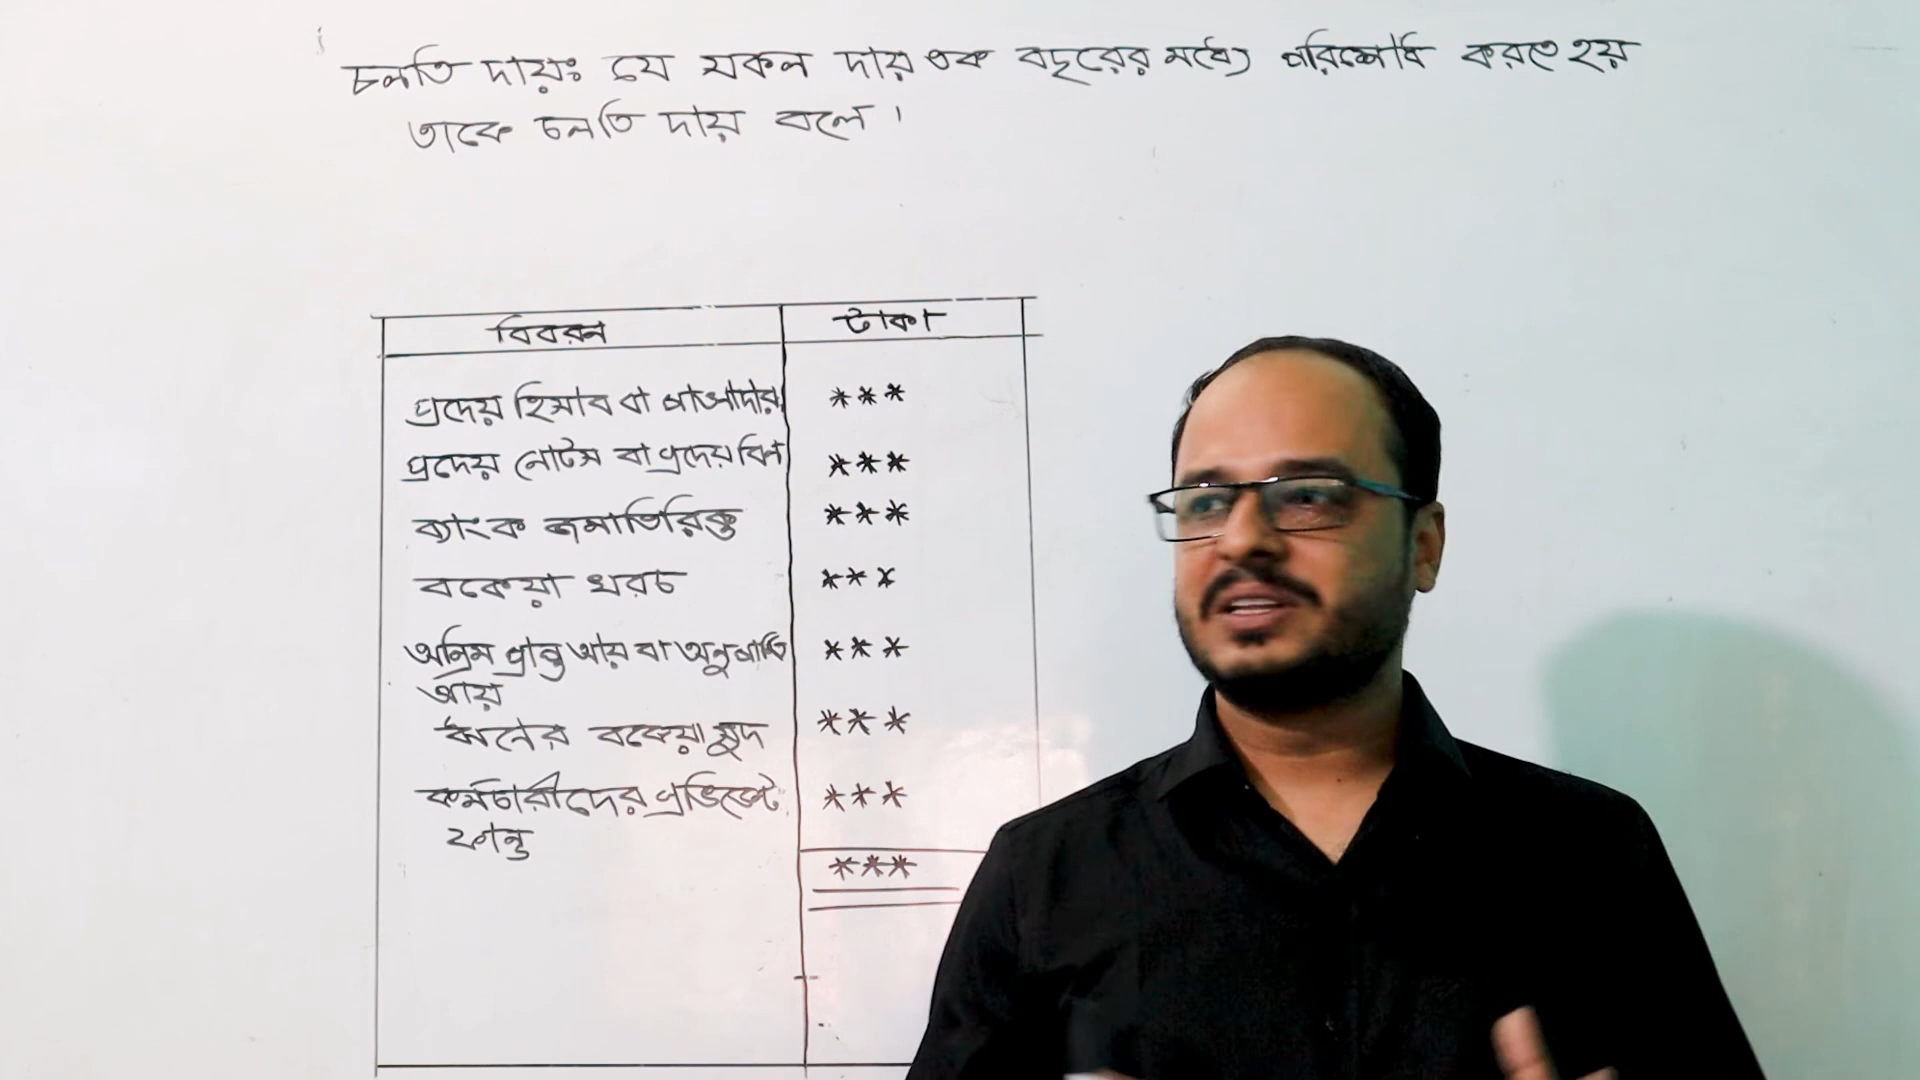 চলতি দায়ঃ যে সকল দায় এক বছরের মধ্যে পরিশোধ করতে হয়
তাকে চলতি দায় বলে।
বিবরন টাকা
প্রদেয় হিসাব বা পাওনাদার ***
প্রদেয় নোটস বা প্রদেয় বিল ***
ব্যাংক জমাতিরিক্ত ***
বকেয়া খরচ ***
অগ্রিম প্রাপ্ত আয় বা অনুপার্জিত ***
আয়
ঋনের বকেয়া সুদ ***
কর্মচারীদের প্রভিডেন্ট ***
ফান্ড
***